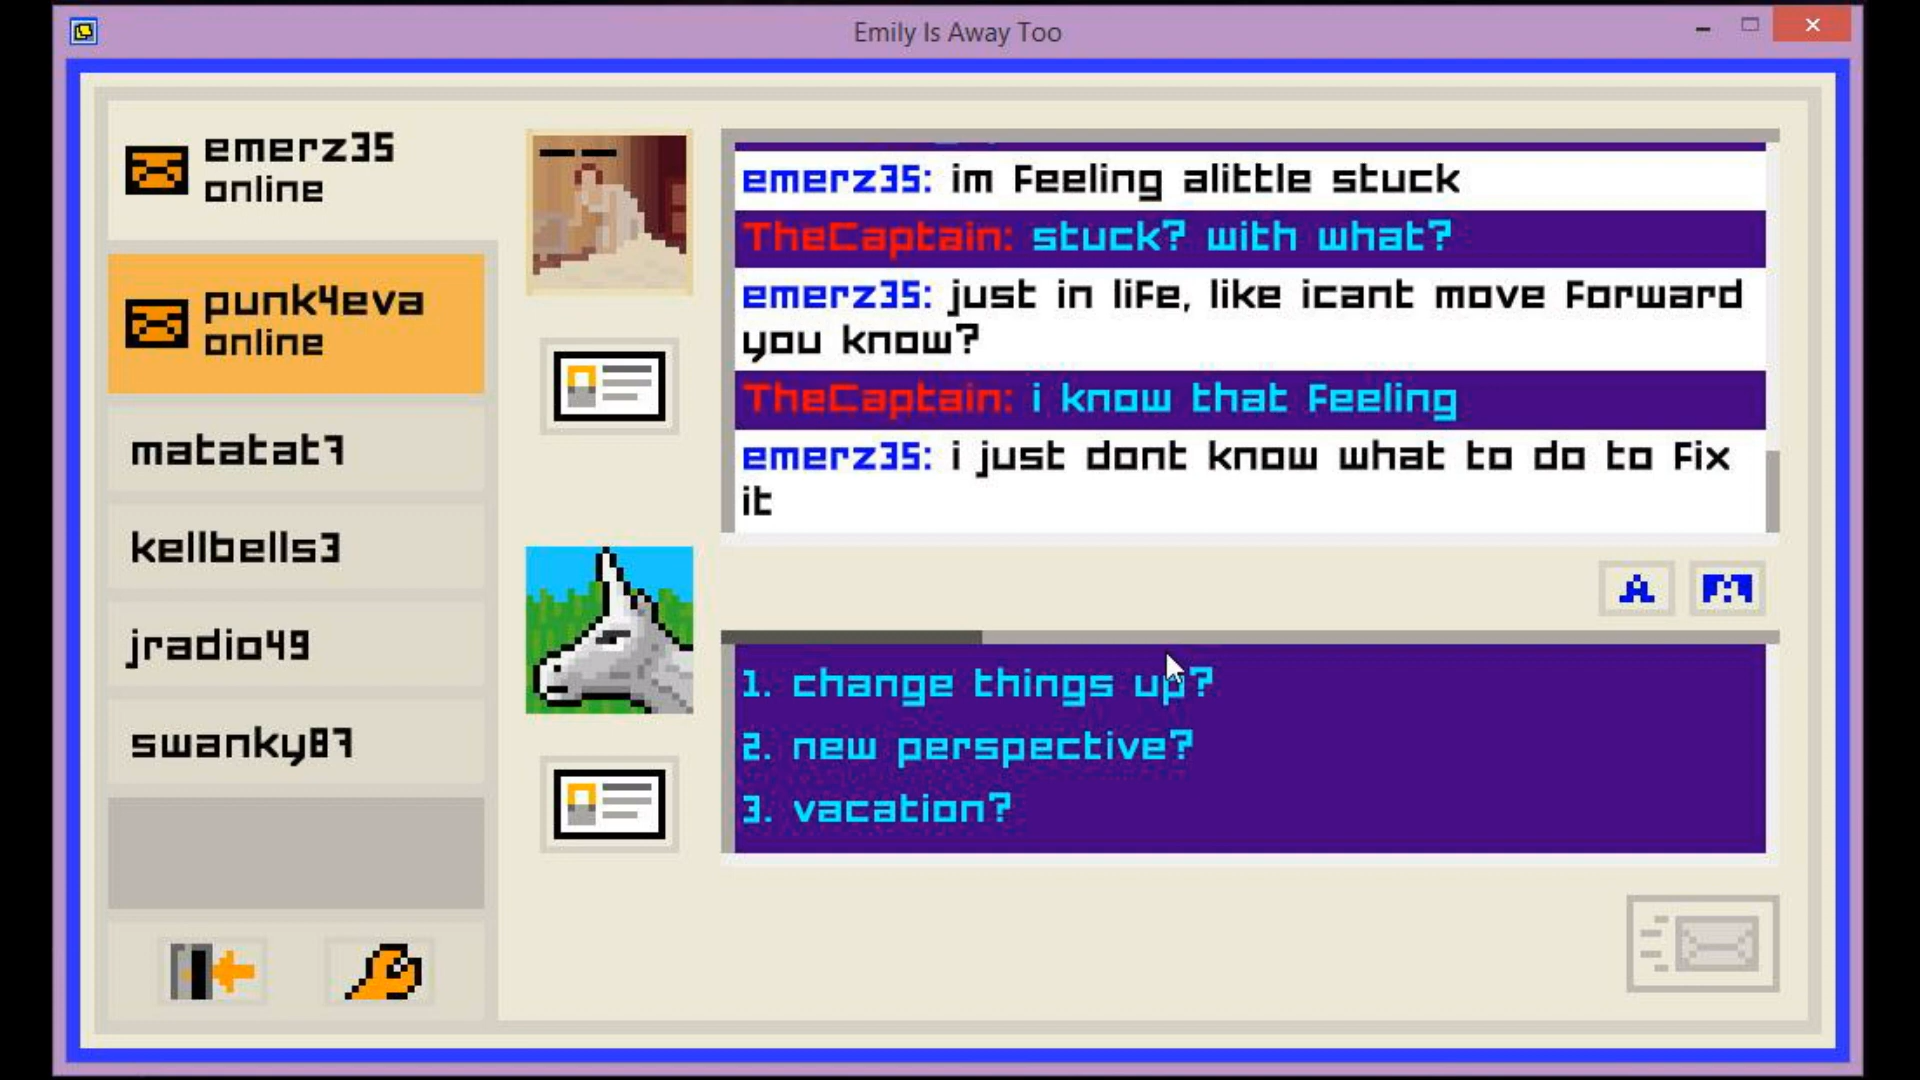 Emily Is Away Too
emerz35
online
punk4eva
online
matatat7
kellbells3
jradio49
swanky87
emerz35: im feeling alittle stuck
TheCaptain: stuck? with what?
emerz35: just in life, like icant move forward
you know?
TheCaptain: i know that feeling
emerz35: i just dont know what to do to fix
it
A
1. change things up?
2. new perspective?
3. vacation?